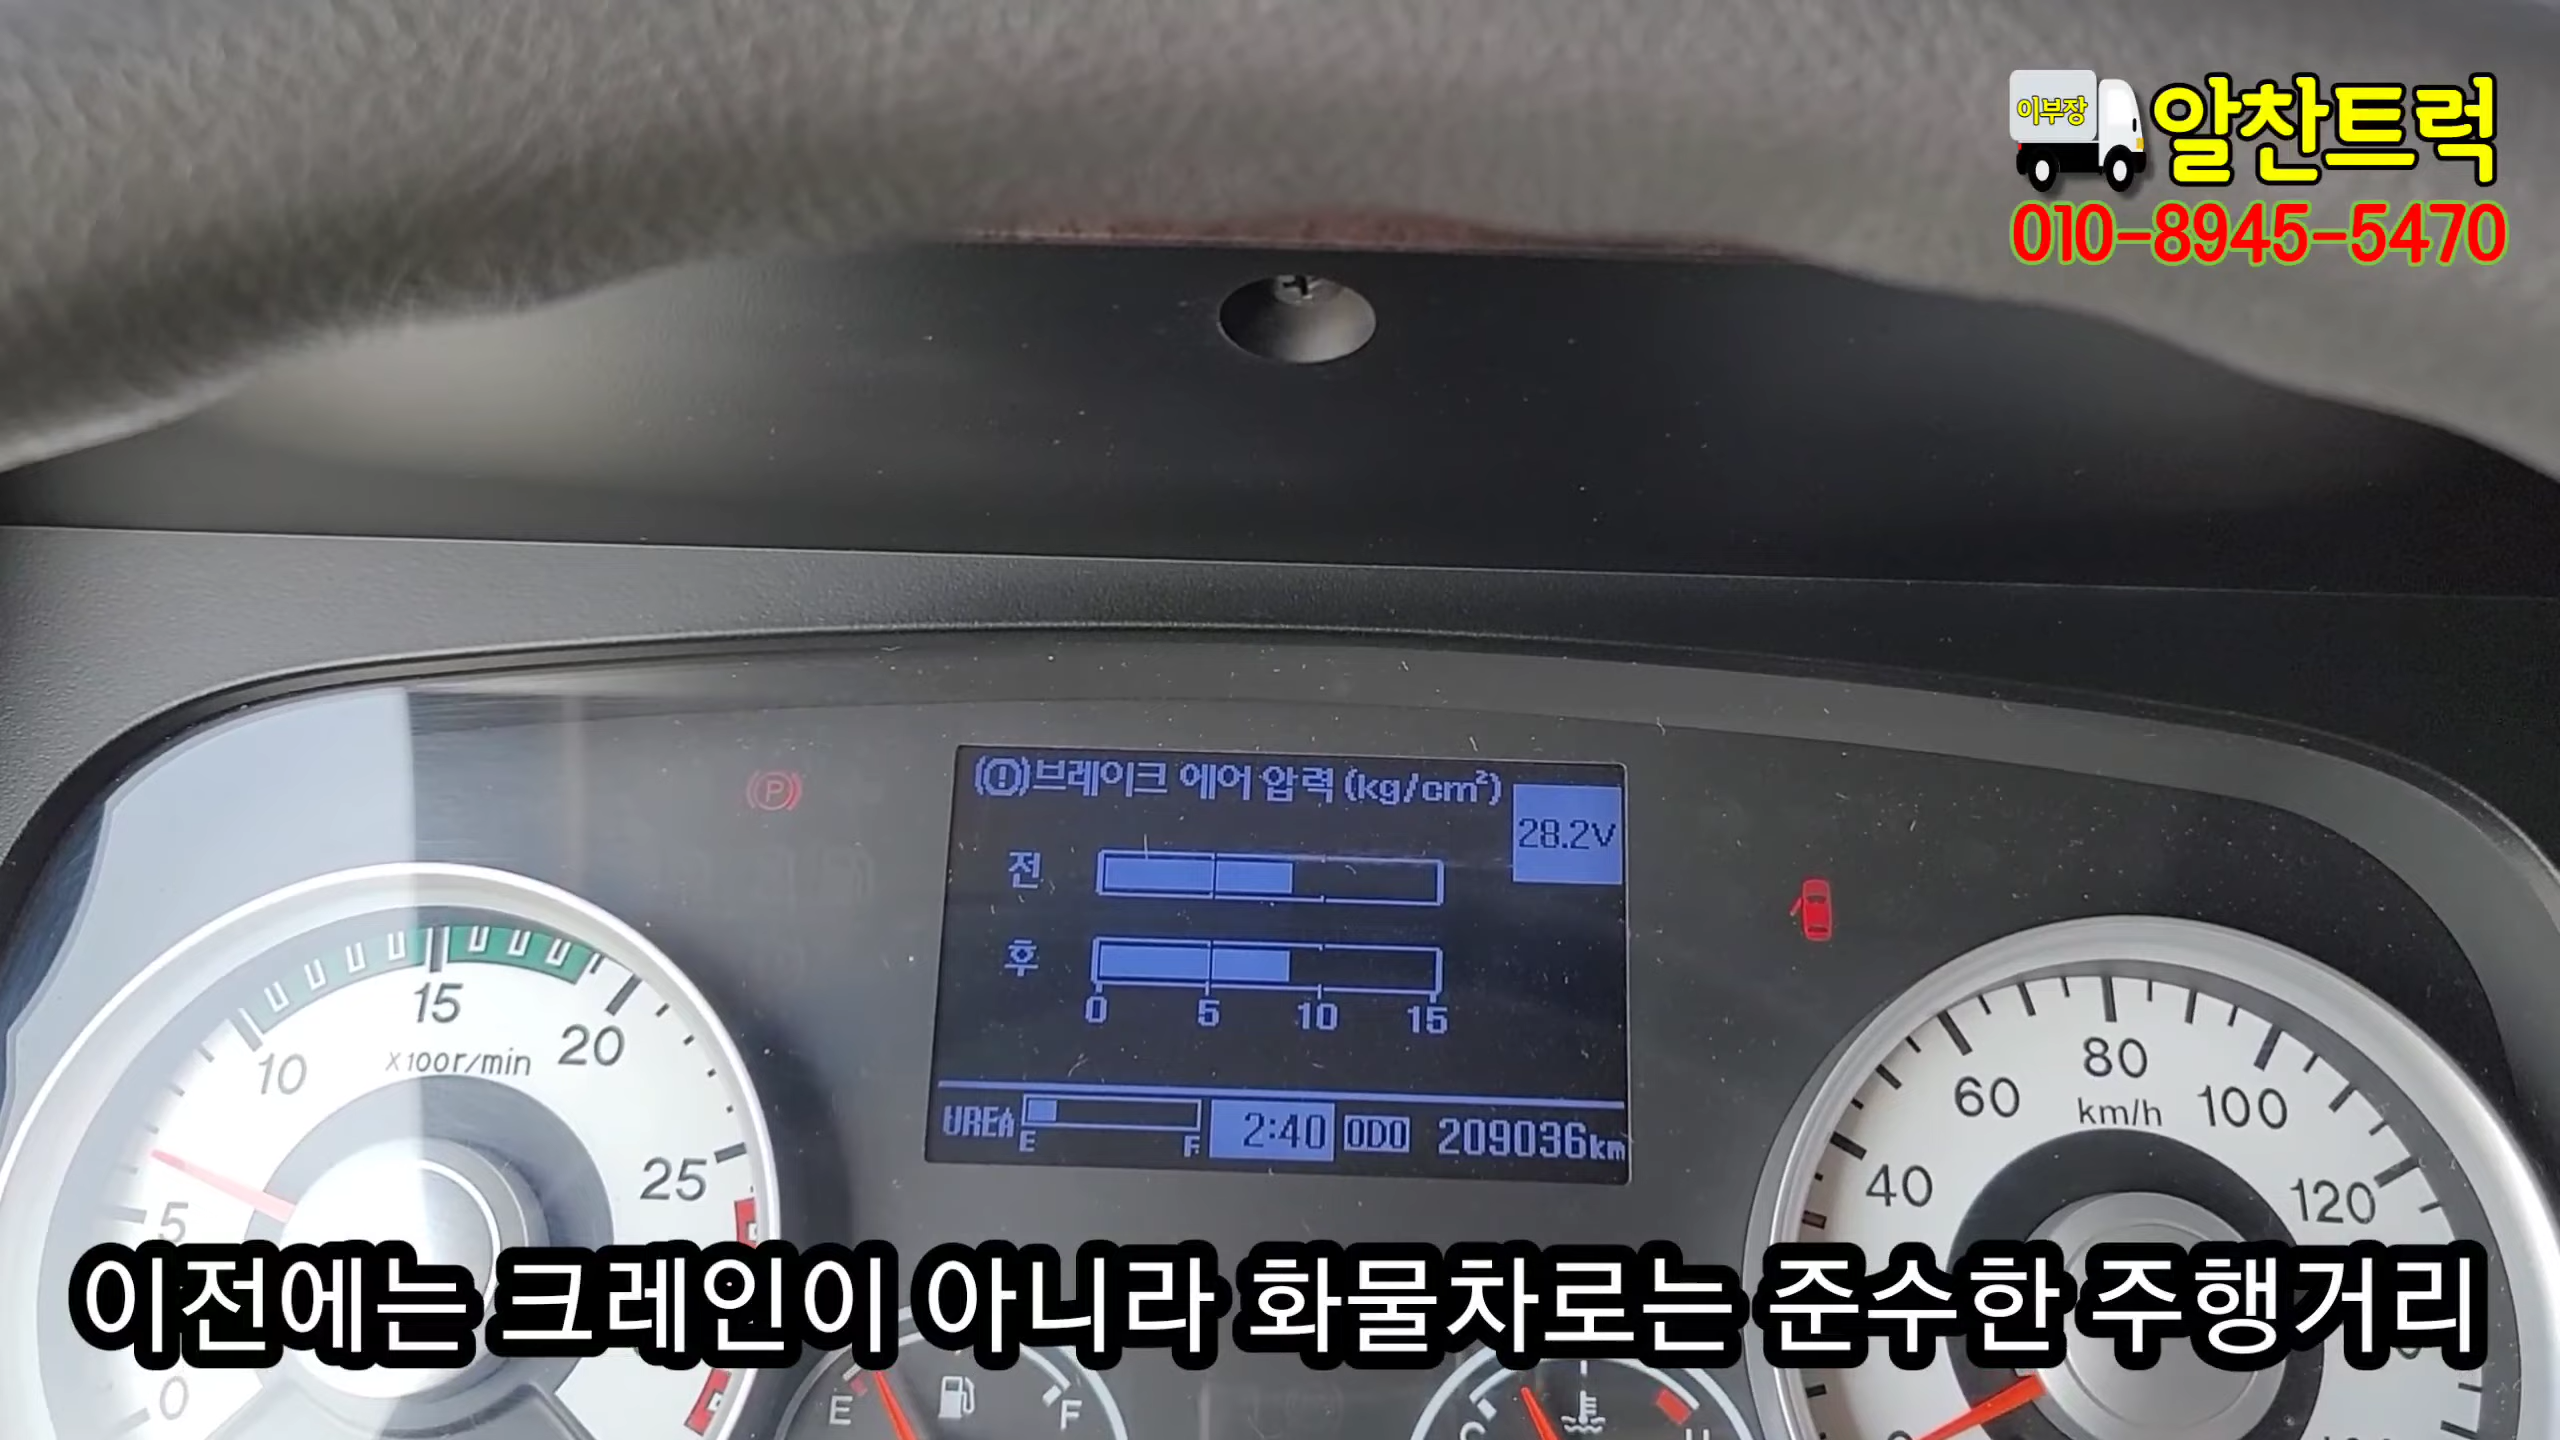 이부장
알찬트럭
010-8945-5470
브레이크 에어 압력 (kg/cm²)
28.2V
전
후
0 5 10 15
UREA E F 2:40 ODO 209036km
P
0 5 10 15 20 25
x100r/min
40 60 80 100 120
km/h
E F
C H
이전에는 크레인이 아니라 화물차로는 준수한 주행거리